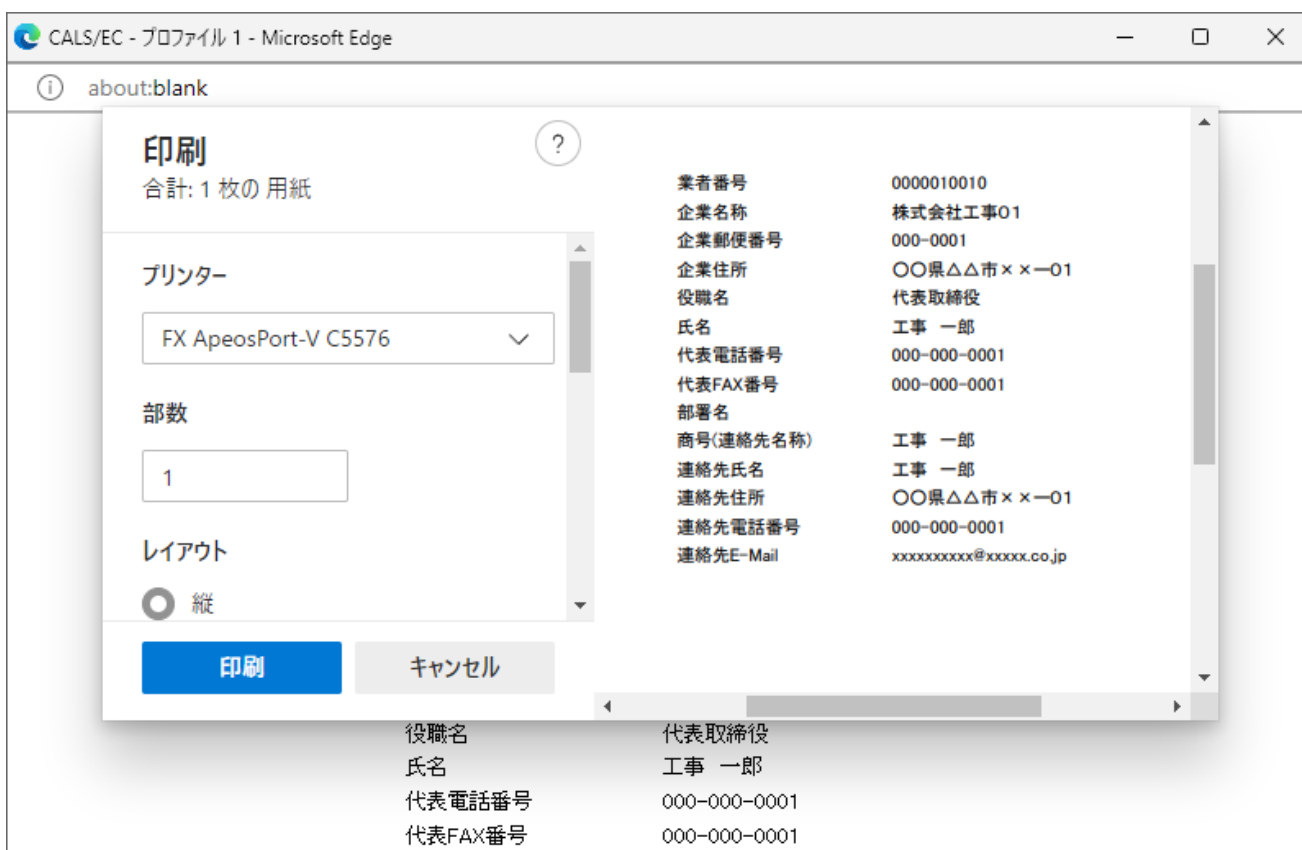 CALS/EC - プロファイル 1 - Microsoft Edge
about:blank
印刷
?
合計: 1 枚の 用紙
プリンター
FX ApeosPort-V C5576
部数
1
レイアウト
縦
印刷 キャンセル
業者番号 0000010010
企業名称 株式会社工事01
企業郵便番号 000-0001
企業住所 〇〇県△△市××ー01
役職名 代表取締役
氏名 工事 一郎
代表電話番号 000-000-0001
代表FAX番号 000-000-0001
部署名
商号(連絡先名称) 工事 一郎
連絡先氏名 工事 一郎
連絡先住所 〇〇県△△市××ー01
連絡先電話番号 000-000-0001
連絡先E-Mail xxxxxxxxxx@xxxxx.co.jp
役職名 代表取締役
氏名 工事 一郎
代表電話番号 000-000-0001
代表FAX番号 000-000-0001